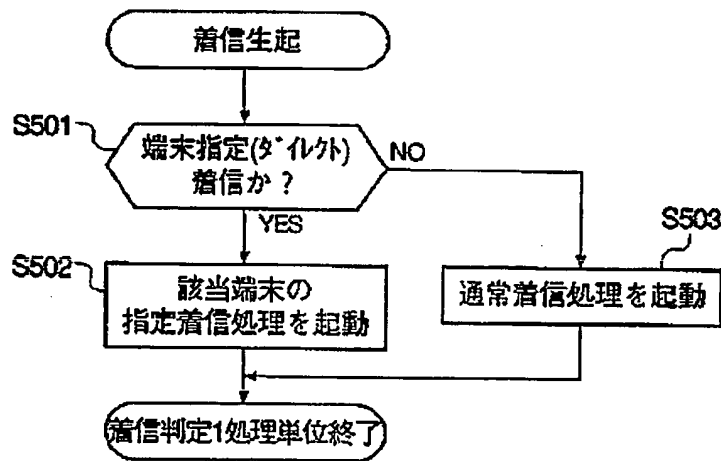 着信生起
S501
端末指定(ダイレクト)
着信か？
NO
YES
S502
該当端末の
指定着信処理を起動
S503
通常着信処理を起動
着信判定1処理単位終了